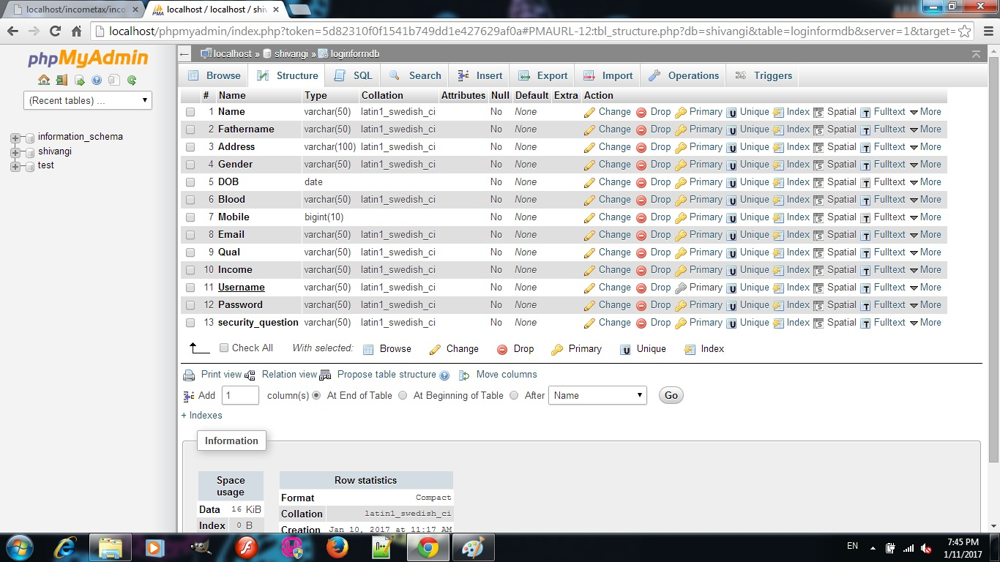 localhost/incometax/inco
localhost / localhost / shiv
localhost/phpmyadmin/index.php?token=5d82310f0f1541b749dd1e427629af0a#PMAURL-12:tbl_structure.php?db=shivangi&table=loginformdb&server=1&target=
phpMyAdmin
(Recent tables) ...
information_schema
shivangi
test
localhost » shivangi » loginformdb
Browse Structure SQL Search Insert Export Import Operations Triggers
# Name Type Collation Attributes Null Default Extra Action
1 Name varchar(50) latin1_swedish_ci No None Change Drop Primary Unique Index Spatial Fulltext More
2 Fathername varchar(50) latin1_swedish_ci No None Change Drop Primary Unique Index Spatial Fulltext More
3 Address varchar(100) latin1_swedish_ci No None Change Drop Primary Unique Index Spatial Fulltext More
4 Gender varchar(50) latin1_swedish_ci No None Change Drop Primary Unique Index Spatial Fulltext More
5 DOB date No None Change Drop Primary Unique Index Spatial Fulltext More
6 Blood varchar(50) latin1_swedish_ci No None Change Drop Primary Unique Index Spatial Fulltext More
7 Mobile bigint(10) No None Change Drop Primary Unique Index Spatial Fulltext More
8 Email varchar(50) latin1_swedish_ci No None Change Drop Primary Unique Index Spatial Fulltext More
9 Qual varchar(50) latin1_swedish_ci No None Change Drop Primary Unique Index Spatial Fulltext More
10 Income varchar(50) latin1_swedish_ci No None Change Drop Primary Unique Index Spatial Fulltext More
11 Username varchar(50) latin1_swedish_ci No None Change Drop Primary Unique Index Spatial Fulltext More
12 Password varchar(50) latin1_swedish_ci No None Change Drop Primary Unique Index Spatial Fulltext More
13 security_question varchar(50) latin1_swedish_ci No None Change Drop Primary Unique Index Spatial Fulltext More
Check All With selected: Browse Change Drop Primary Unique Index
Print view Relation view Propose table structure Move columns
Add 1 column(s) At End of Table At Beginning of Table After Name Go
+ Indexes
Information
Space usage
Data 16 KiB
Index 0 B
Row statistics
Format Compact
Collation latin1_swedish_ci
Creation Jan 10, 2017 at 11:17 AM
EN
7:45 PM
1/11/2017